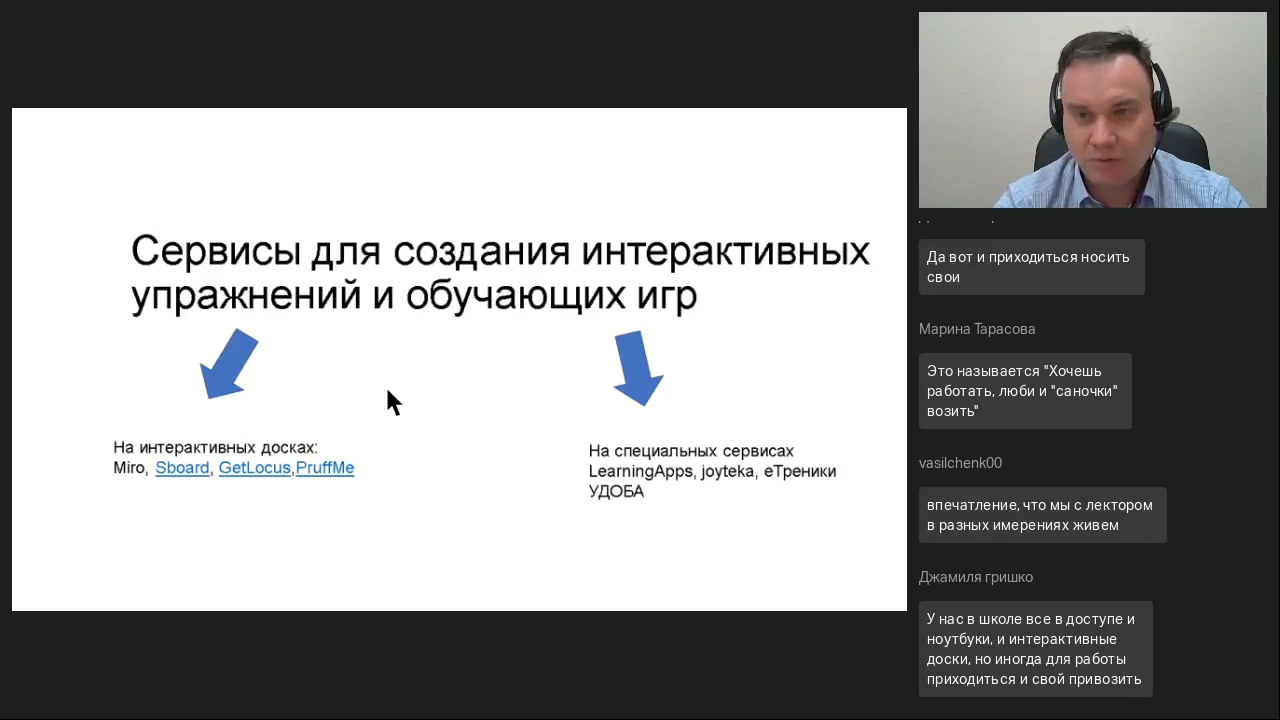 Сервисы для создания интерактивных
упражнений и обучающих игр
На интерактивных досках:
Miro, Sboard, GetLocus,PruffMe
На специальных сервисах
LearningApps, joyteka, еТреники
УДОБА
Да вот и приходиться носить
свои
Марина Тарасова
Это называется "Хочешь
работать, люби и "саночки"
возить"
vasilchenk00
впечатление, что мы с лектором
в разных имерениях живем
Джамиля гришко
У нас в школе все в доступе и
ноутбуки, и интерактивные
доски, но иногда для работы
приходиться и свой привозить